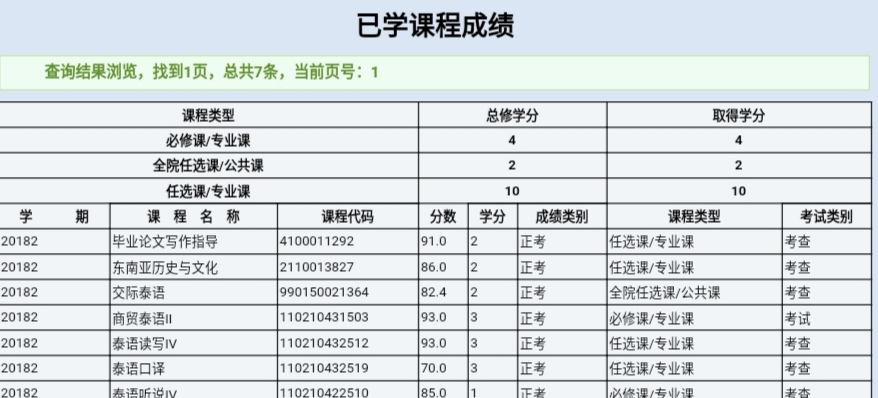 已学课程成绩
查询结果浏览，找到1页，总共7条，当前页号：1
课程类型 总修学分 取得学分
必修课/专业课 4 4
全院任选课/公共课 2 2
任选课/专业课 10 10
学 期 课 程 名 称 课程代码 分数 学分 成绩类别 课程类型 考试类别
20182 毕业论文写作指导 4100011292 91.0 2 正考 任选课/专业课 考查
20182 东南亚历史与文化 2110013827 86.0 2 正考 任选课/专业课 考查
20182 交际泰语 990150021364 82.4 2 正考 全院任选课/公共课 考查
20182 商贸泰语II 110210431503 93.0 3 正考 必修课/专业课 考试
20182 泰语读写IV 110210432512 93.0 3 正考 任选课/专业课 考查
20182 泰语口译 110210432519 70.0 3 正考 任选课/专业课 考查
20182 泰语听说IV 110210422510 85.0 1 正考 必修课/专业课 考查